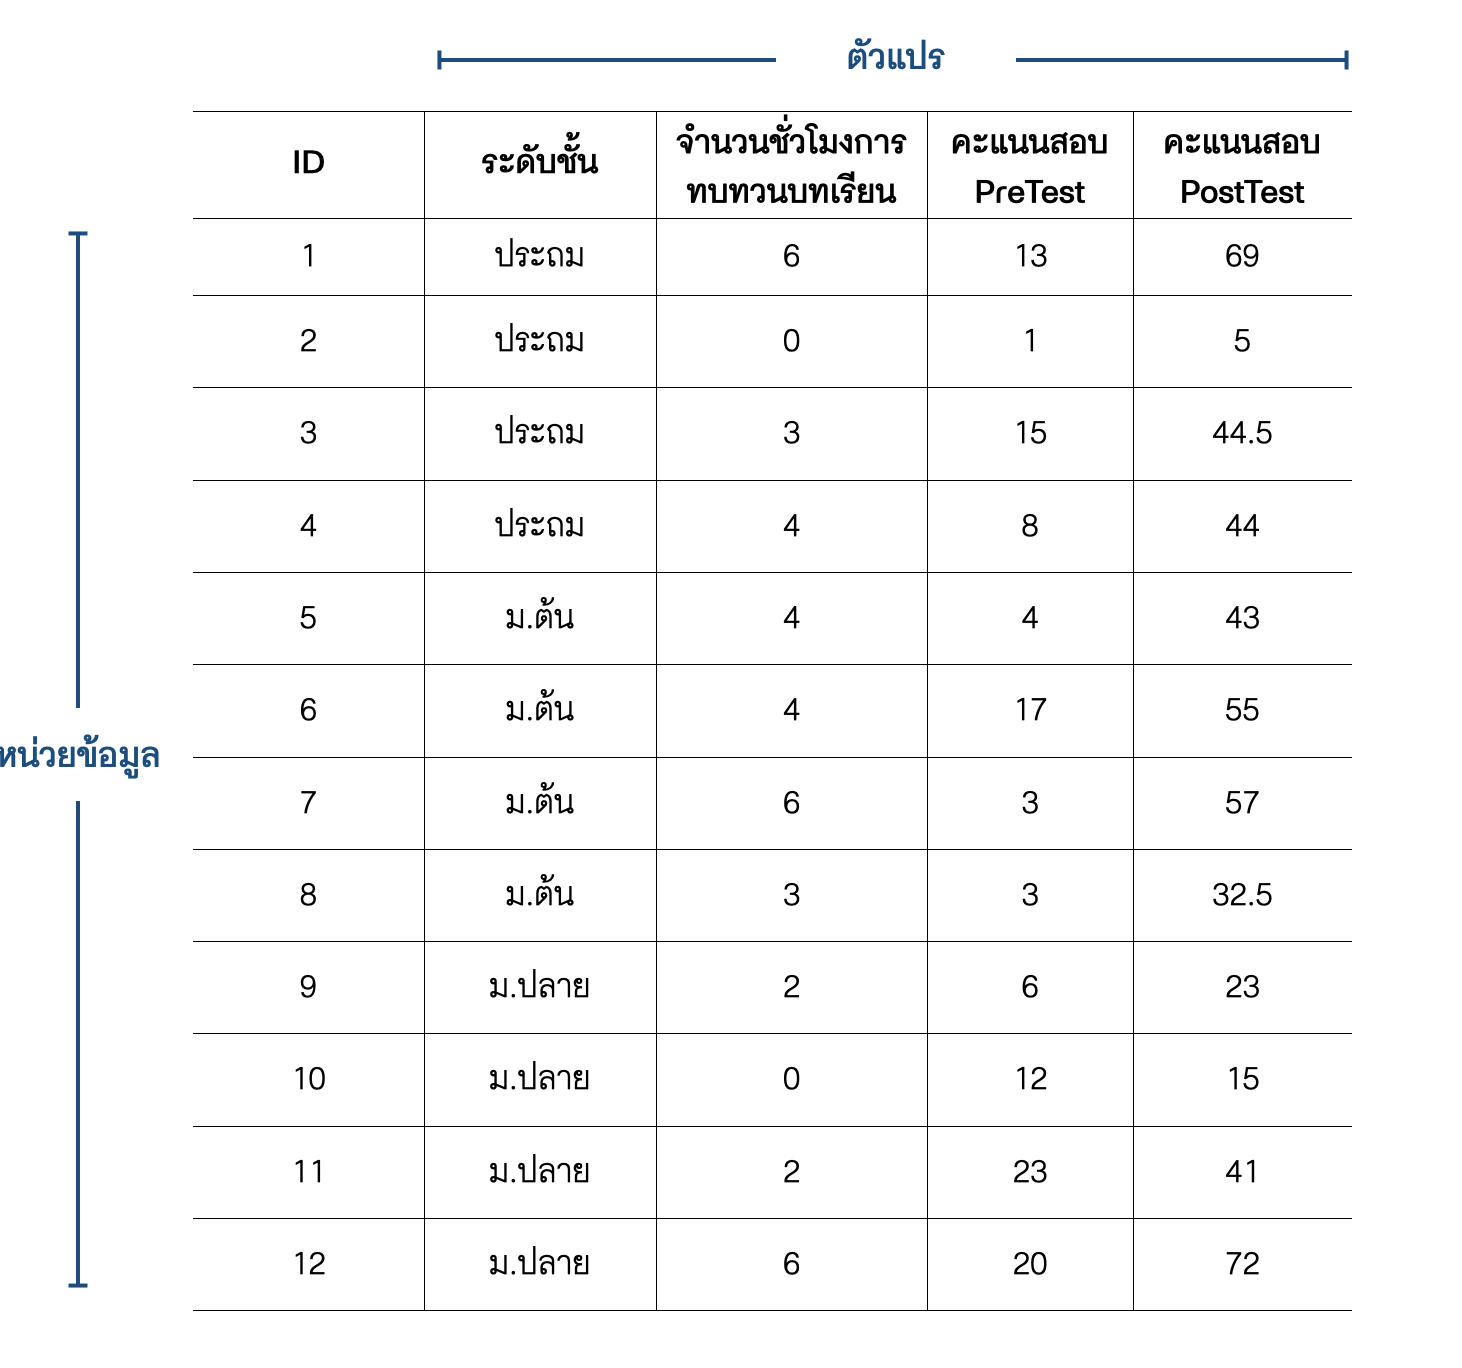 ตัวแปร
ID ระดับชั้น จำนวนชั่วโมงการ คะแนนสอบ คะแนนสอบ
ทบทวนบทเรียน PreTest PostTest
1 ประถม 6 13 69
2 ประถม 0 1 5
3 ประถม 3 15 44.5
4 ประถม 4 8 44
5 ม.ต้น 4 4 43
6 ม.ต้น 4 17 55
หน่วยข้อมูล
7 ม.ต้น 6 3 57
8 ม.ต้น 3 3 32.5
9 ม.ปลาย 2 6 23
10 ม.ปลาย 0 12 15
11 ม.ปลาย 2 23 41
12 ม.ปลาย 6 20 72